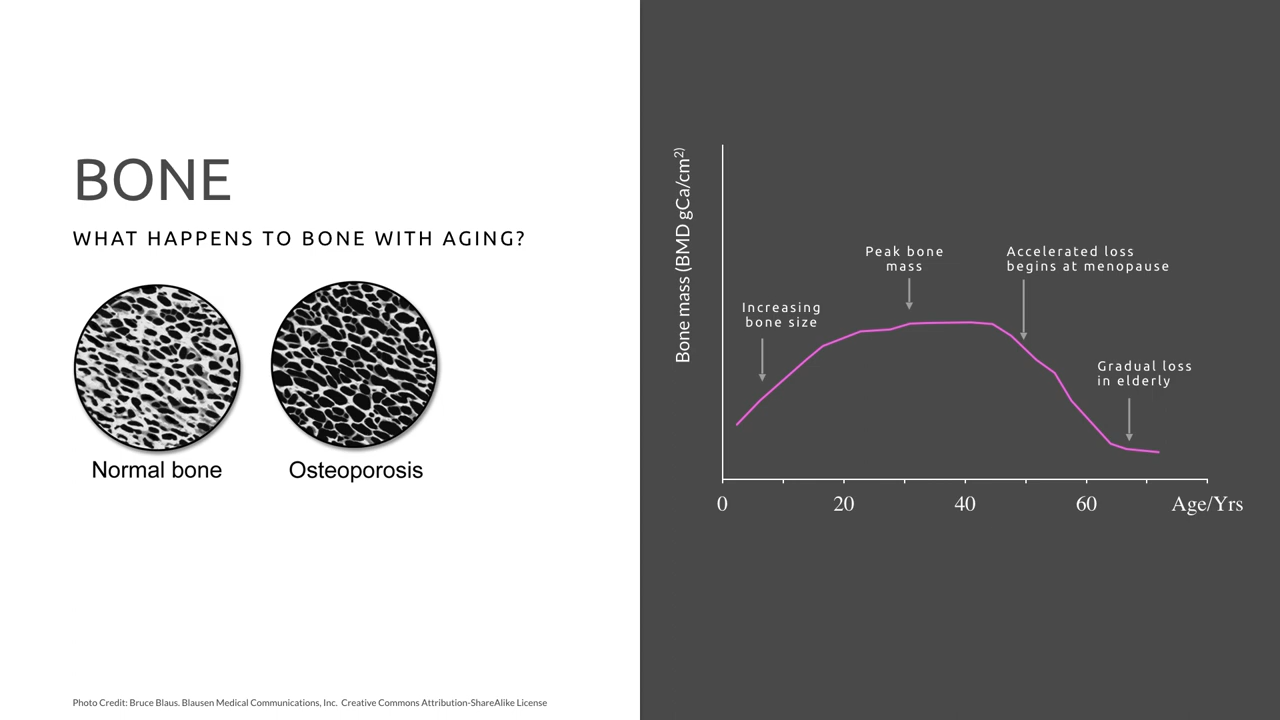 BONE
WHAT HAPPENS TO BONE WITH AGING?
Normal bone
Osteoporosis
Photo Credit: Bruce Blaus. Blausen Medical Communications, Inc.  Creative Commons Attribution-ShareAlike License
Bone mass (BMD gCa/cm²)
Increasing
bone size
Peak bone
mass
Accelerated loss
begins at menopause
Gradual loss
in elderly
0
20
40
60
Age/Yrs